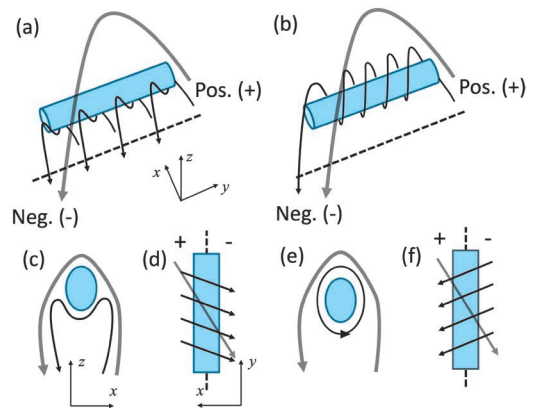 (a)
Pos. (+)
z
x
y
Neg. (-)
(b)
Pos. (+)
Neg. (-)
(c)
z
x
(d)
+ -
y
x
(e)
(f)
+ -